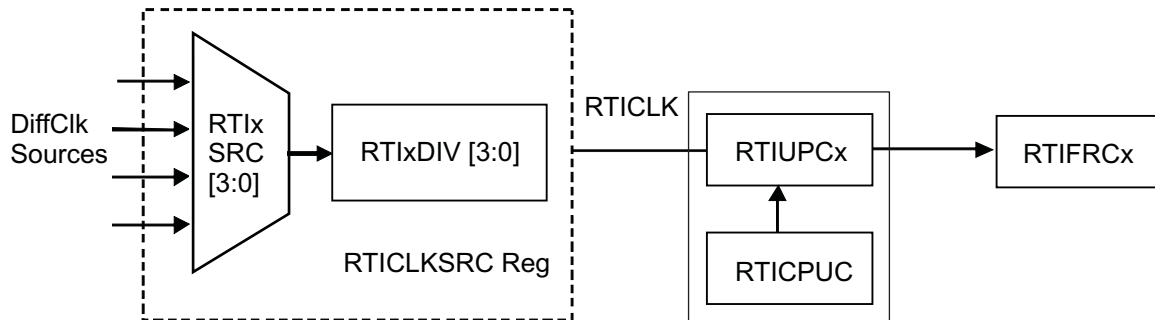 DiffClk
Sources
RTIx
SRC
[3:0]
RTIxDIV [3:0]
RTICLKSRC Reg
RTICLK
RTIUPCx
RTICPUC
RTIFRCx